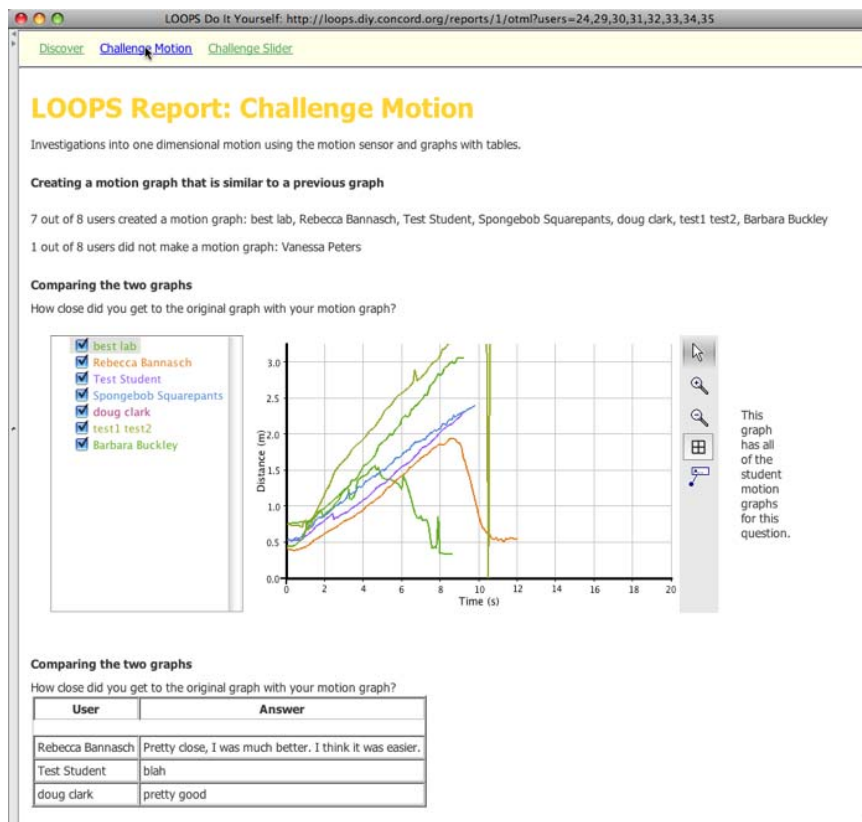 LOOPS Do It Yourself: http://loops.diy.concord.org/reports/1/otml?users=24,29,30,31,32,33,34,35
Discover Challenge Motion Challenge Slider
LOOPS Report: Challenge Motion
Investigations into one dimensional motion using the motion sensor and graphs with tables.
Creating a motion graph that is similar to a previous graph
7 out of 8 users created a motion graph: best lab, Rebecca Bannasch, Test Student, Spongebob Squarepants, doug clark, test1 test2, Barbara Buckley
1 out of 8 users did not make a motion graph: Vanessa Peters
Comparing the two graphs
How close did you get to the original graph with your motion graph?
best lab
Rebecca Bannasch
Test Student
Spongebob Squarepants
doug clark
test1 test2
Barbara Buckley
Distance (m)
3.0
2.5
2.0
1.5
1.0
0.5
0.0
0 2 4 6 8 10 12 14 16 18 20
Time (s)
This
graph
has all
of the
student
motion
graphs
for this
question.
Comparing the two graphs
How close did you get to the original graph with your motion graph?
User Answer
Rebecca Bannasch Pretty close, I was much better. I think it was easier.
Test Student blah
doug clark pretty good